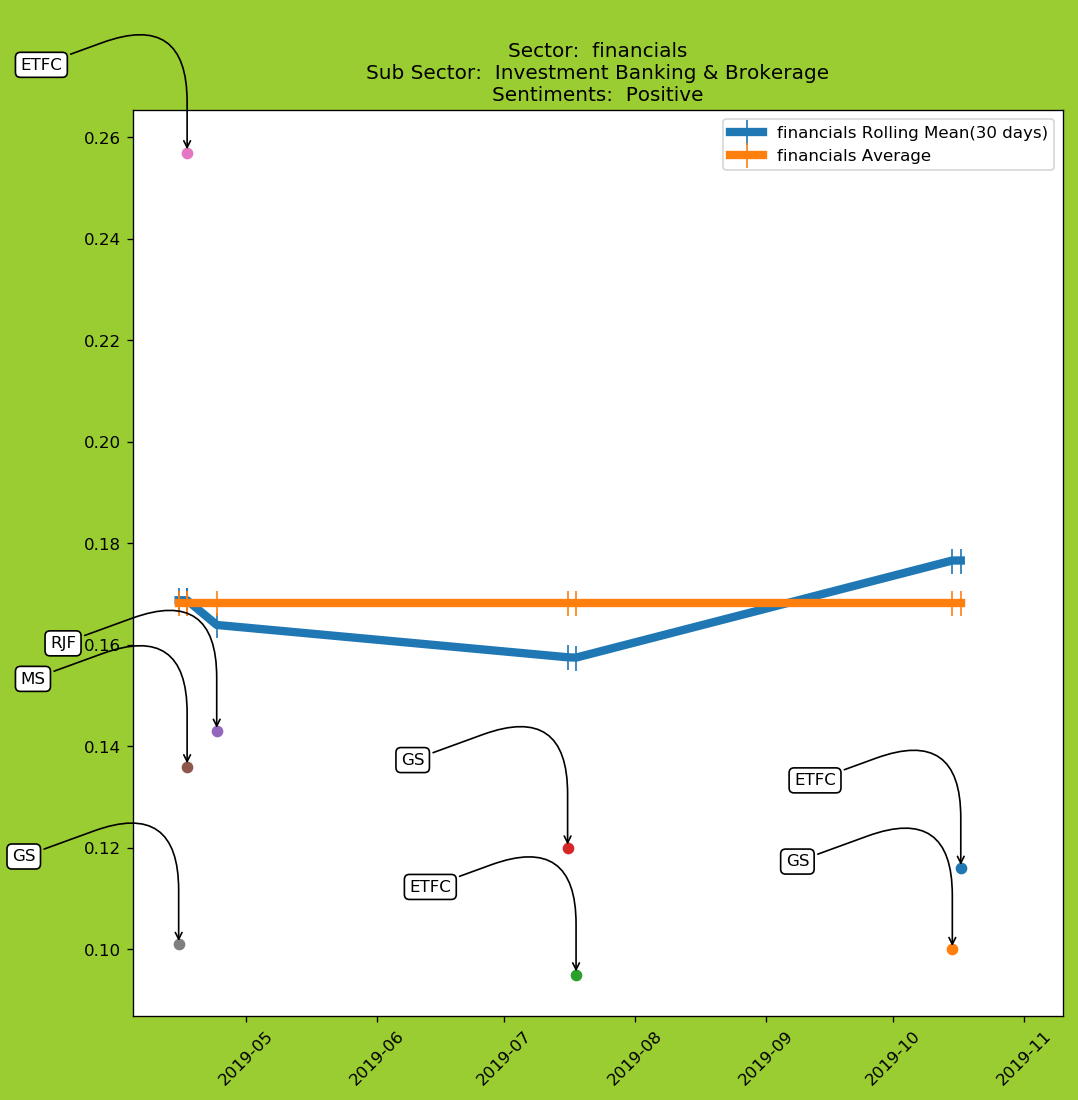 Sector:  financials
Sub Sector:  Investment Banking & Brokerage
Sentiments:  Positive
financials Rolling Mean(30 days)
financials Average
ETFC
RJF
MS
GS
GS
ETFC
ETFC
GS
0.26
0.24
0.22
0.20
0.18
0.16
0.14
0.12
0.10
2019-05
2019-06
2019-07
2019-08
2019-09
2019-10
2019-11